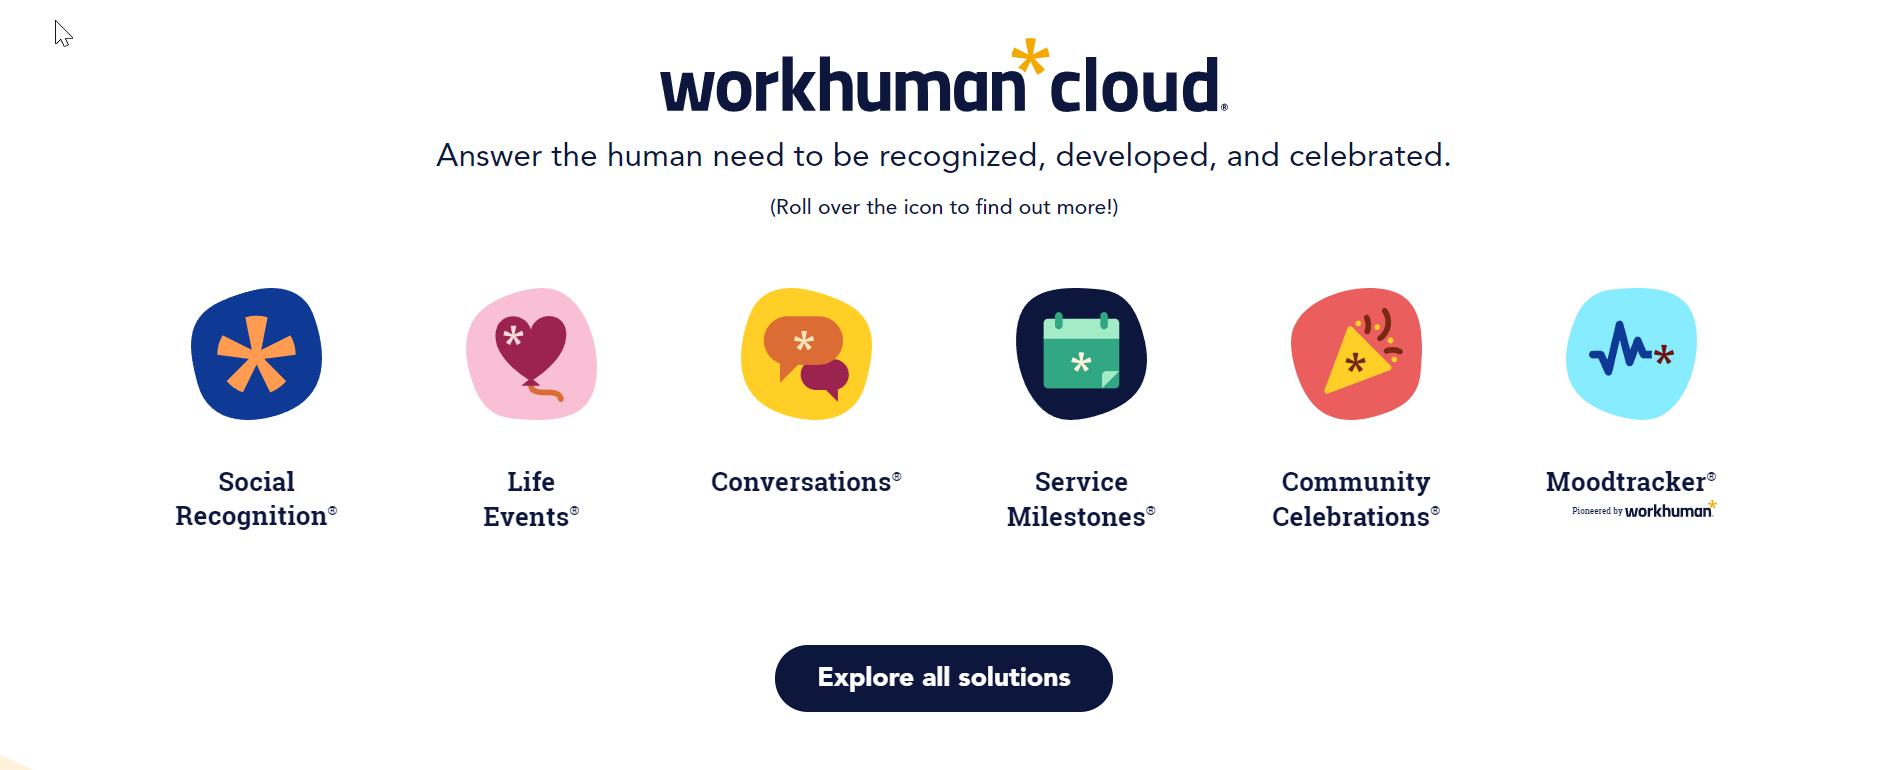 workhuman*cloud®
Answer the human need to be recognized, developed, and celebrated.
(Roll over the icon to find out more!)
Social
Recognition®
Life
Events®
Conversations®
Service
Milestones®
Community
Celebrations®
Moodtracker®
Pioneered by workhuman*
Explore all solutions